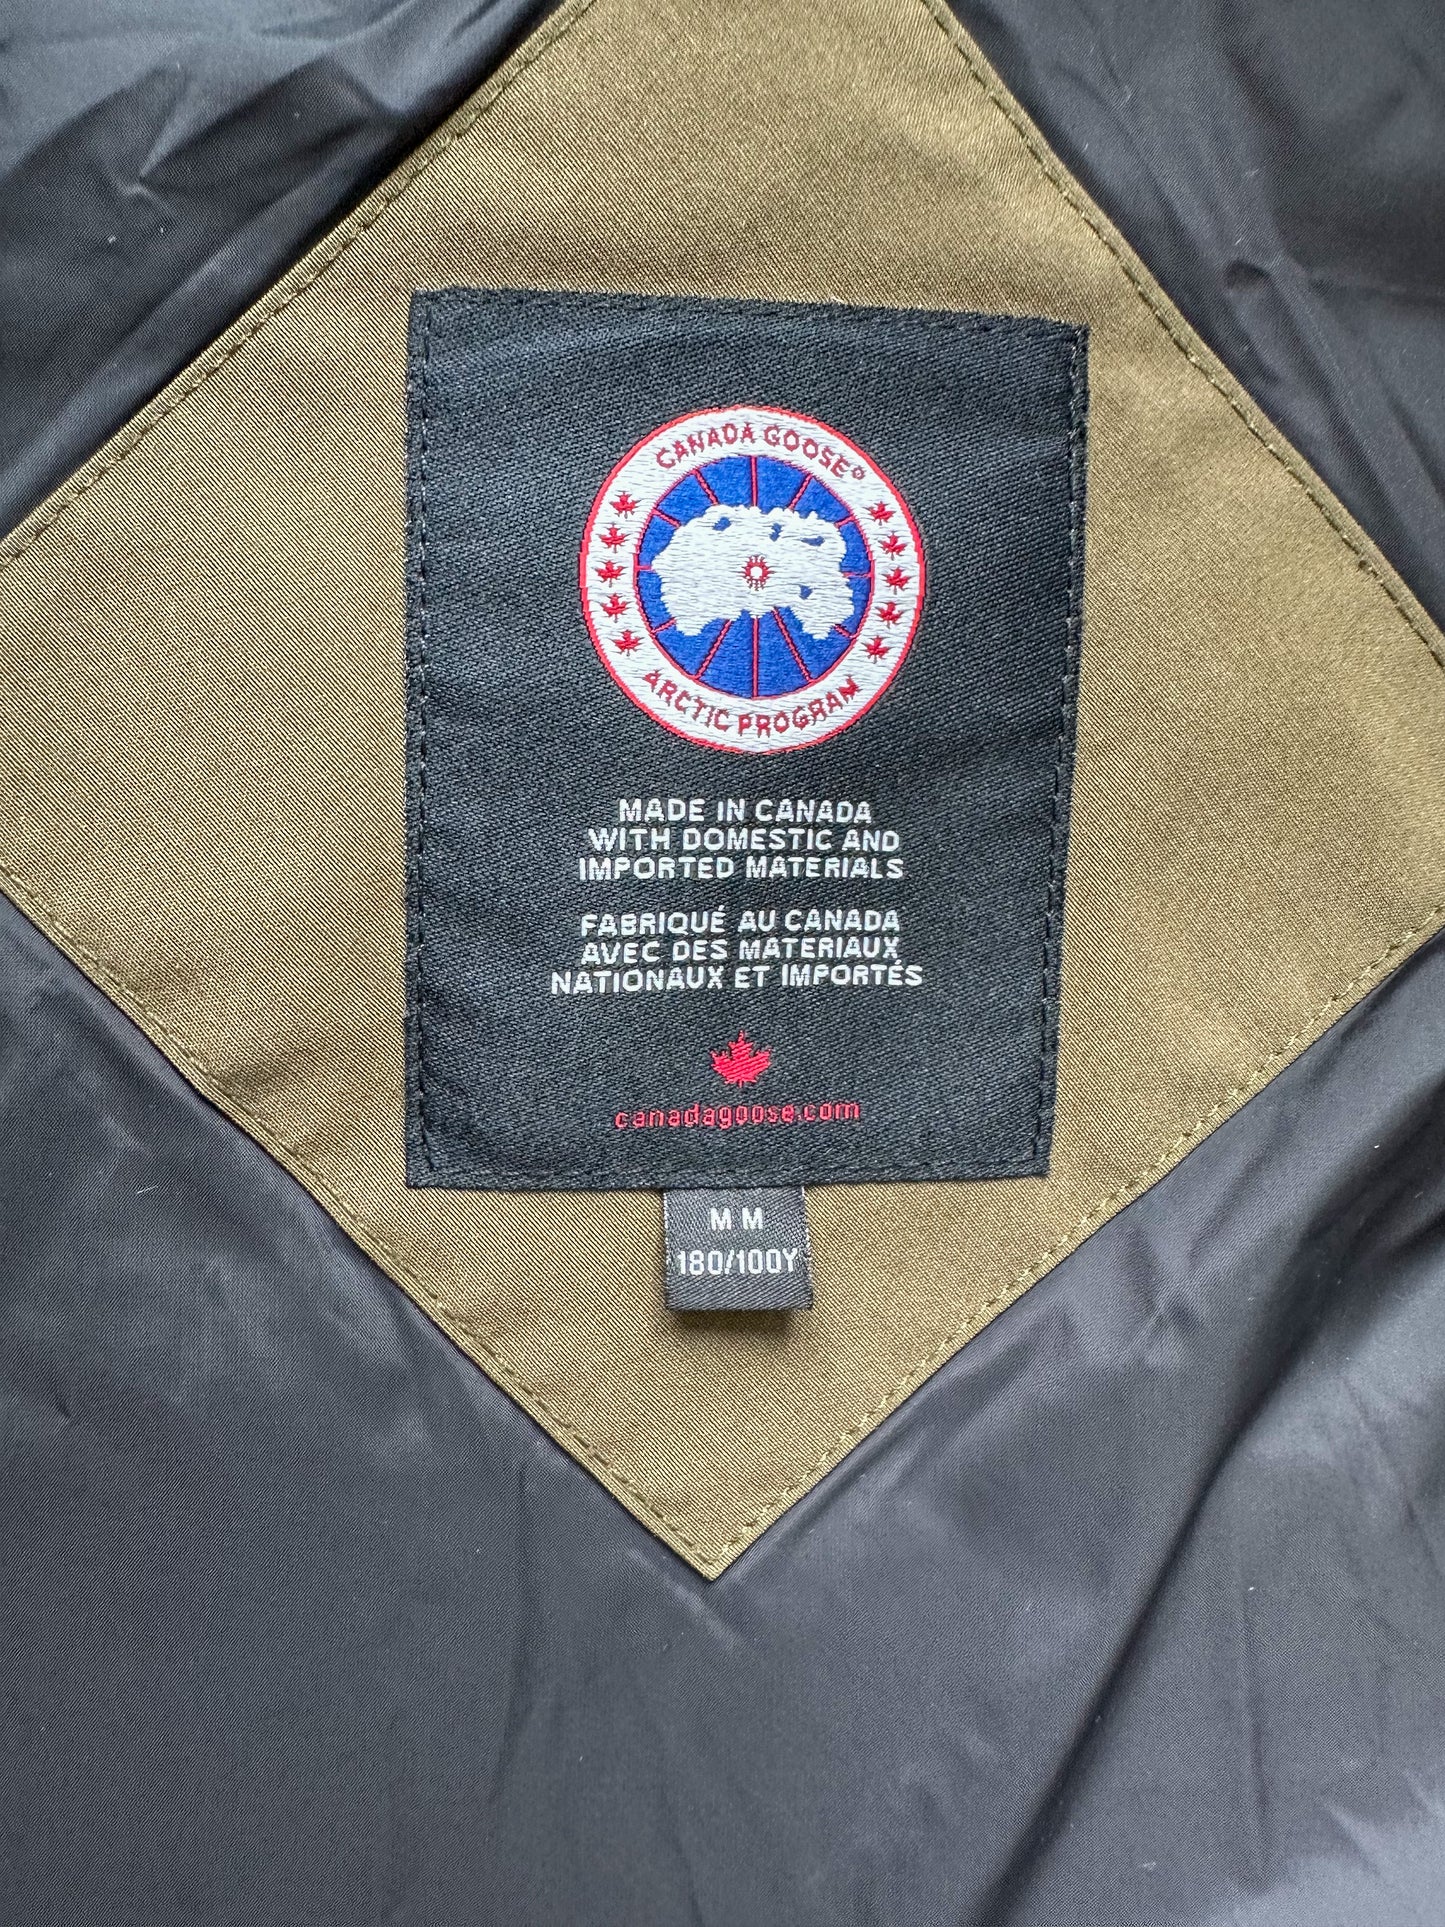 CANADA GOOSE®
ARCTIC PROGRAM
MADE IN CANADA
WITH DOMESTIC AND
IMPORTED MATERIALS
FABRIQUÉ AU CANADA
AVEC DES MATERIAUX
NATIONAUX ET IMPORTÉS
canadagoose.com
M M
180/100Y